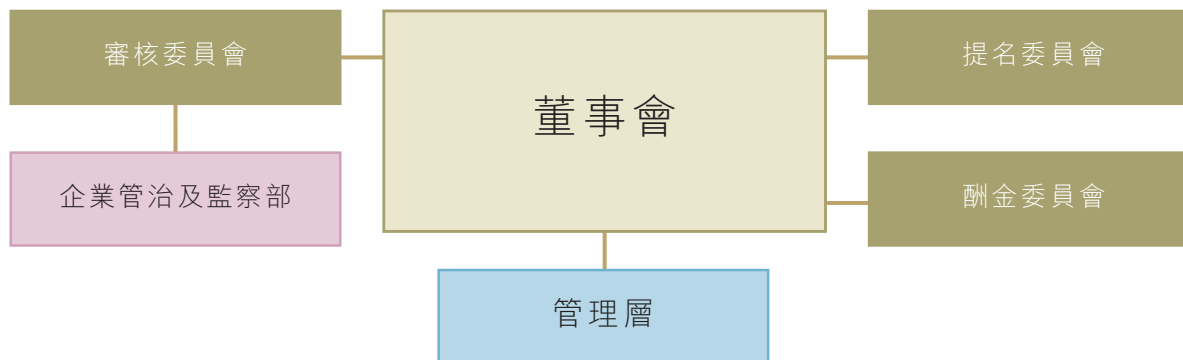 審核委員會
董事會
提名委員會
企業管治及監察部
酬金委員會
管理層